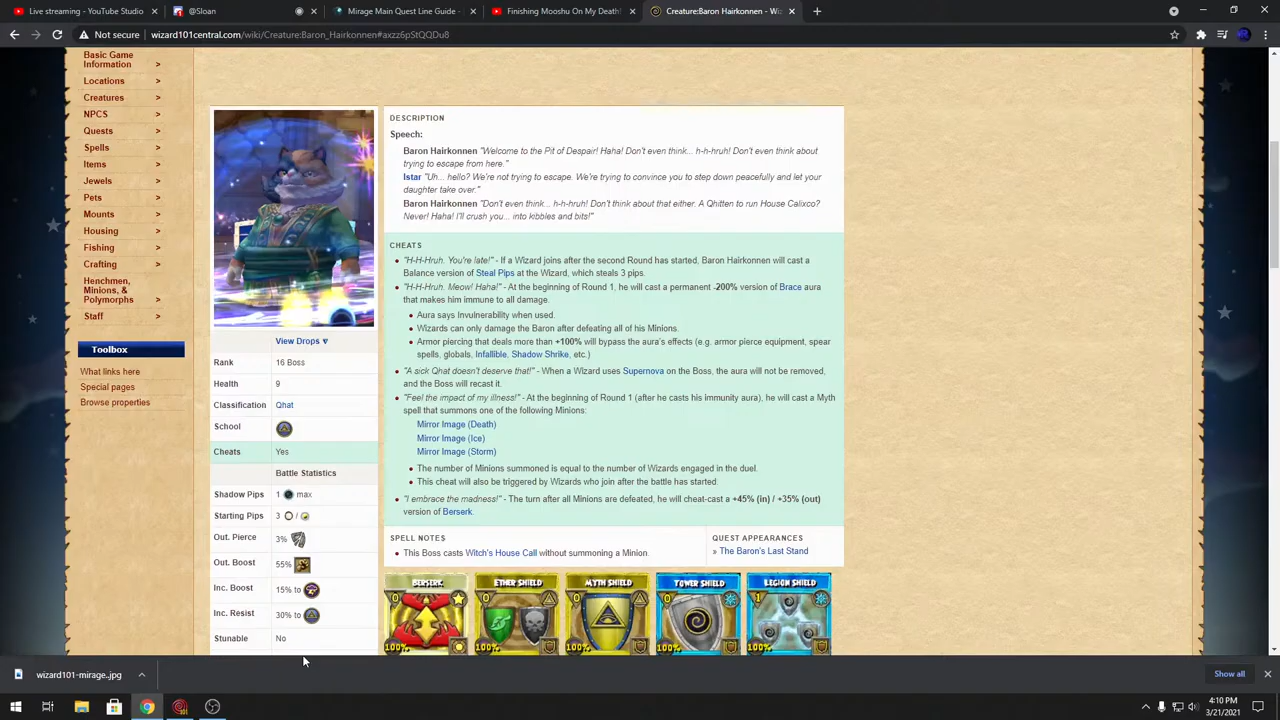 Live streaming - YouTube
@Sloan
Mirage Main Quest Line Guide -
Finishing Mooshu on My Death
Creature:Baron Hairkonnen -
Not secure
wizard101central.com/wiki/Creature:Baron_Hairkonnen#axzz6pStQQDu8
Basic Game
Information >
Locations >
Creatures >
NPCS >
Quests >
Spells >
Items >
Jewels >
Pets >
Mounts >
Housing >
Fishing >
Crafting >
Henchmen,
Minions, &
Polymorphs >
Staff >
Toolbox
What links here
Special pages
Browse properties
View Drops ∇
Rank 16 Boss
Health 9
Classification Qhat
School
Cheats Yes
Battle Statistics
Shadow Pips 1 max
Starting Pips 3 /
Out. Pierce 3%
Out. Boost 55%
Inc. Boost 15% to
Inc. Resist 30% to
Stunable No
DESCRIPTION
Speech:
Baron Hairkonnen "Welcome to the Pit of Despair! Haha! Don't even think... h-h-hruh! Don't even think about
trying to escape from here."
Istar "Uh... hello? We're not trying to escape. We're trying to convince you to step down peacefully and let your
daughter take over."
Baron Hairkonnen "Don't even think... h-hruh! Don't think about that either. A Qhitten to run House Calixco?
Never! Haha! I'll crush you... into kibbles and bits!"
CHEATS
• "H-H-Hruh. You're late!" - If a Wizard joins after the second Round has started, Baron Hairkonnen will cast a
Balance version of Steal Pips at the Wizard, which steals 3 pips.
• "H-H-Hruh. Meow! Haha!" - At the beginning of Round 1, he will cast a permanent -200% version of Brace aura
that makes him immune to all damage.
• Aura says Invulnerability when used.
• Wizards can only damage the Baron after defeating all of his Minions.
• Armor piercing that deals more than +100% will bypass the aura's effects (e.g. armor pierce equipment, spear
spells, globals, Infallible, Shadow Shrike, etc.)
• "A sick Qhat doesn't deserve that!" - When a Wizard uses Supernova on the Boss, the aura will not be removed,
and the Boss will recast it.
• "Feel the impact of my illness!" - At the beginning of Round 1 (after he casts his immunity aura), he will cast a Myth
spell that summons one of the following Minions:
Mirror Image (Death)
Mirror Image (Ice)
Mirror Image (Storm)
• The number of Minions summoned is equal to the number of Wizards engaged in the duel.
• This cheat will also be triggered by Wizards who join after the battle has started.
• "I embrace the madness!" - The turn after all Minions are defeated, he will cheat-cast a +45% (in) / +35% (out)
version of Berserk.
SPELL NOTES
• This Boss casts Witch's House Call without summoning a Minion.
QUEST APPEARANCES
» The Baron's Last Stand
0 BERSERK 100%
0 ETHER SHIELD 100%
0 MYTH SHIELD 100%
0 TOWER SHIELD 100%
1 LEGION SHIELD 100%
wizard101-mirage.jpg
Show all
4:10 PM
3/21/2021